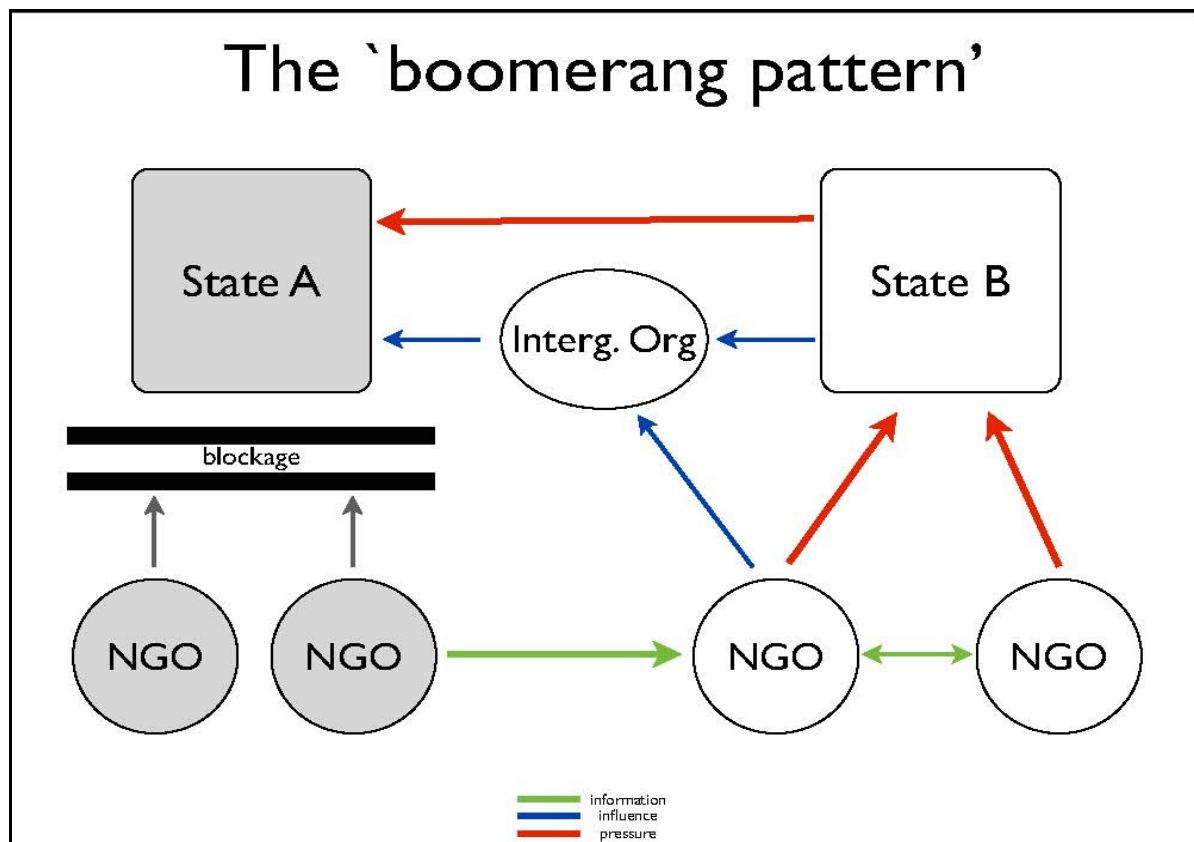 The `boomerang pattern’
State A
State B
Interg. Org
blockage
NGO
NGO
NGO
NGO
information
influence
pressure